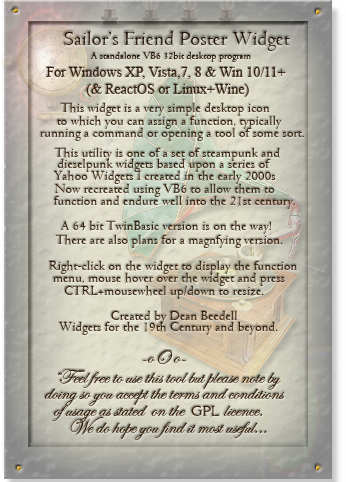 Sailor's Friend Poster Widget
A standalone VB6 32bit desktop program
For Windows XP, Vista,7, 8 & Win 10/11+
(& ReactOS or Linux+Wine)
This widget is a very simple desktop icon
to which you can assign a function, typically
running a command or opening a tool of some sort.
This utility is one of a set of steampunk and
dieselpunk widgets based upon a series of
Yahoo Widgets I created in the early 2000s
Now recreated using VB6 to allow them to
function and endure well into the 21st century.
A 64 bit TwinBasic version is on the way!
There are also plans for a magnfying version.
Right-click on the widget to display the function
menu, mouse hover over the widget and press
CTRL+mousewheel up/down to resize.
Created by Dean Beedell
Widgets for the 19th Century and beyond.
-o O o-
"Feel free to use this tool but please note by
doing so you accept the terms and conditions
of usage as stated on the GPL licence.
We do hope you find it most useful...